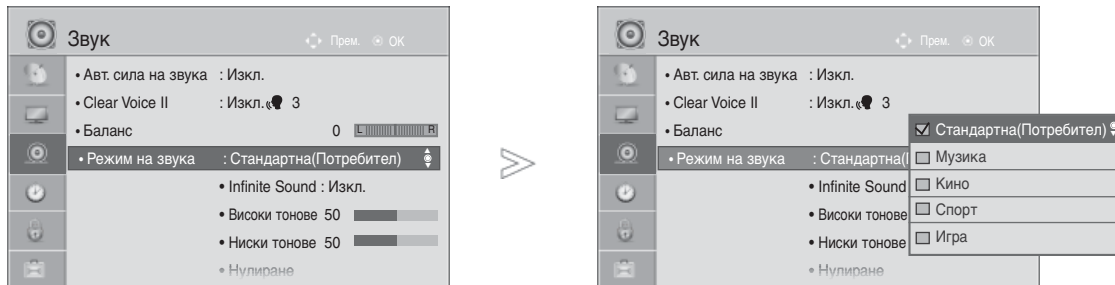 Звук
Прем. OK
• Авт. сила на звука : Изкл.
• Clear Voice II : Изкл. 3
• Баланс 0 L R
• Режим на звука : Стандартна(Потребител)
• Infinite Sound : Изкл.
• Високи тонове 50
• Ниски тонове 50
• Нулиране
Звук
Прем. OK
• Авт. сила на звука : Изкл.
• Clear Voice II : Изкл. 3
• Баланс
• Режим на звука : Стандартна(
• Infinite Sound
• Високи тонове
• Ниски тонове
• Нулиране
Стандартна(Потребител)
Музика
Кино
Спорт
Игра